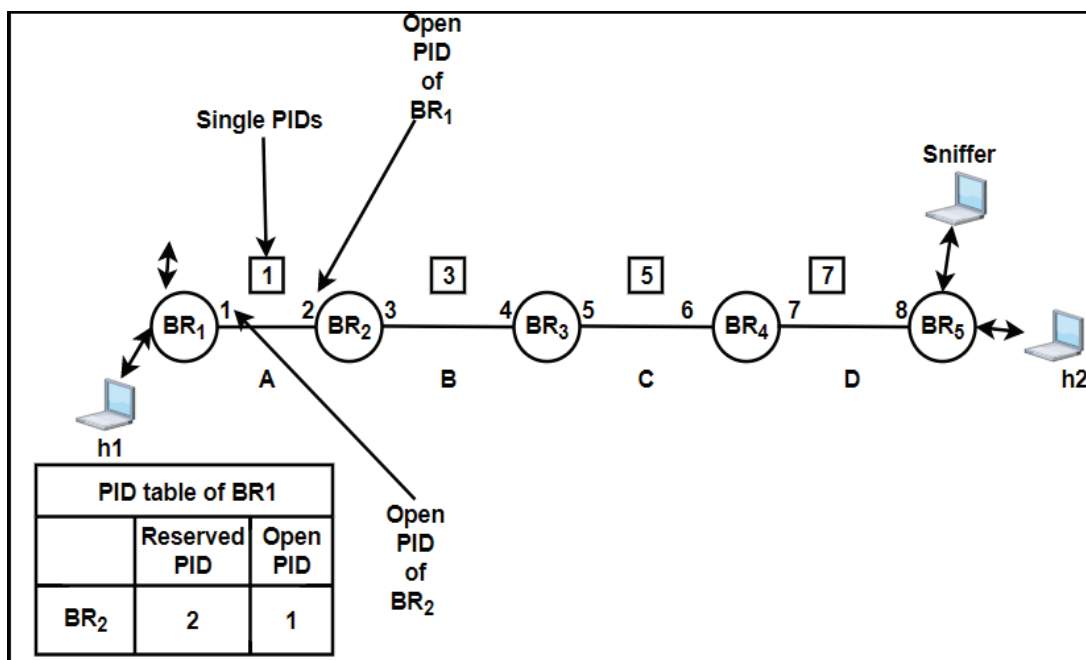 Open
PID
of
BR₁
Single PIDs
Sniffer
1
3
5
7
BR₁
1
2
BR₂
3
4
BR₃
5
6
BR₄
7
8
BR₅
A
B
C
D
h2
h1
PID table of BR1
Reserved
PID
Open
PID
BR₂
2
1
Open
PID
of
BR₂